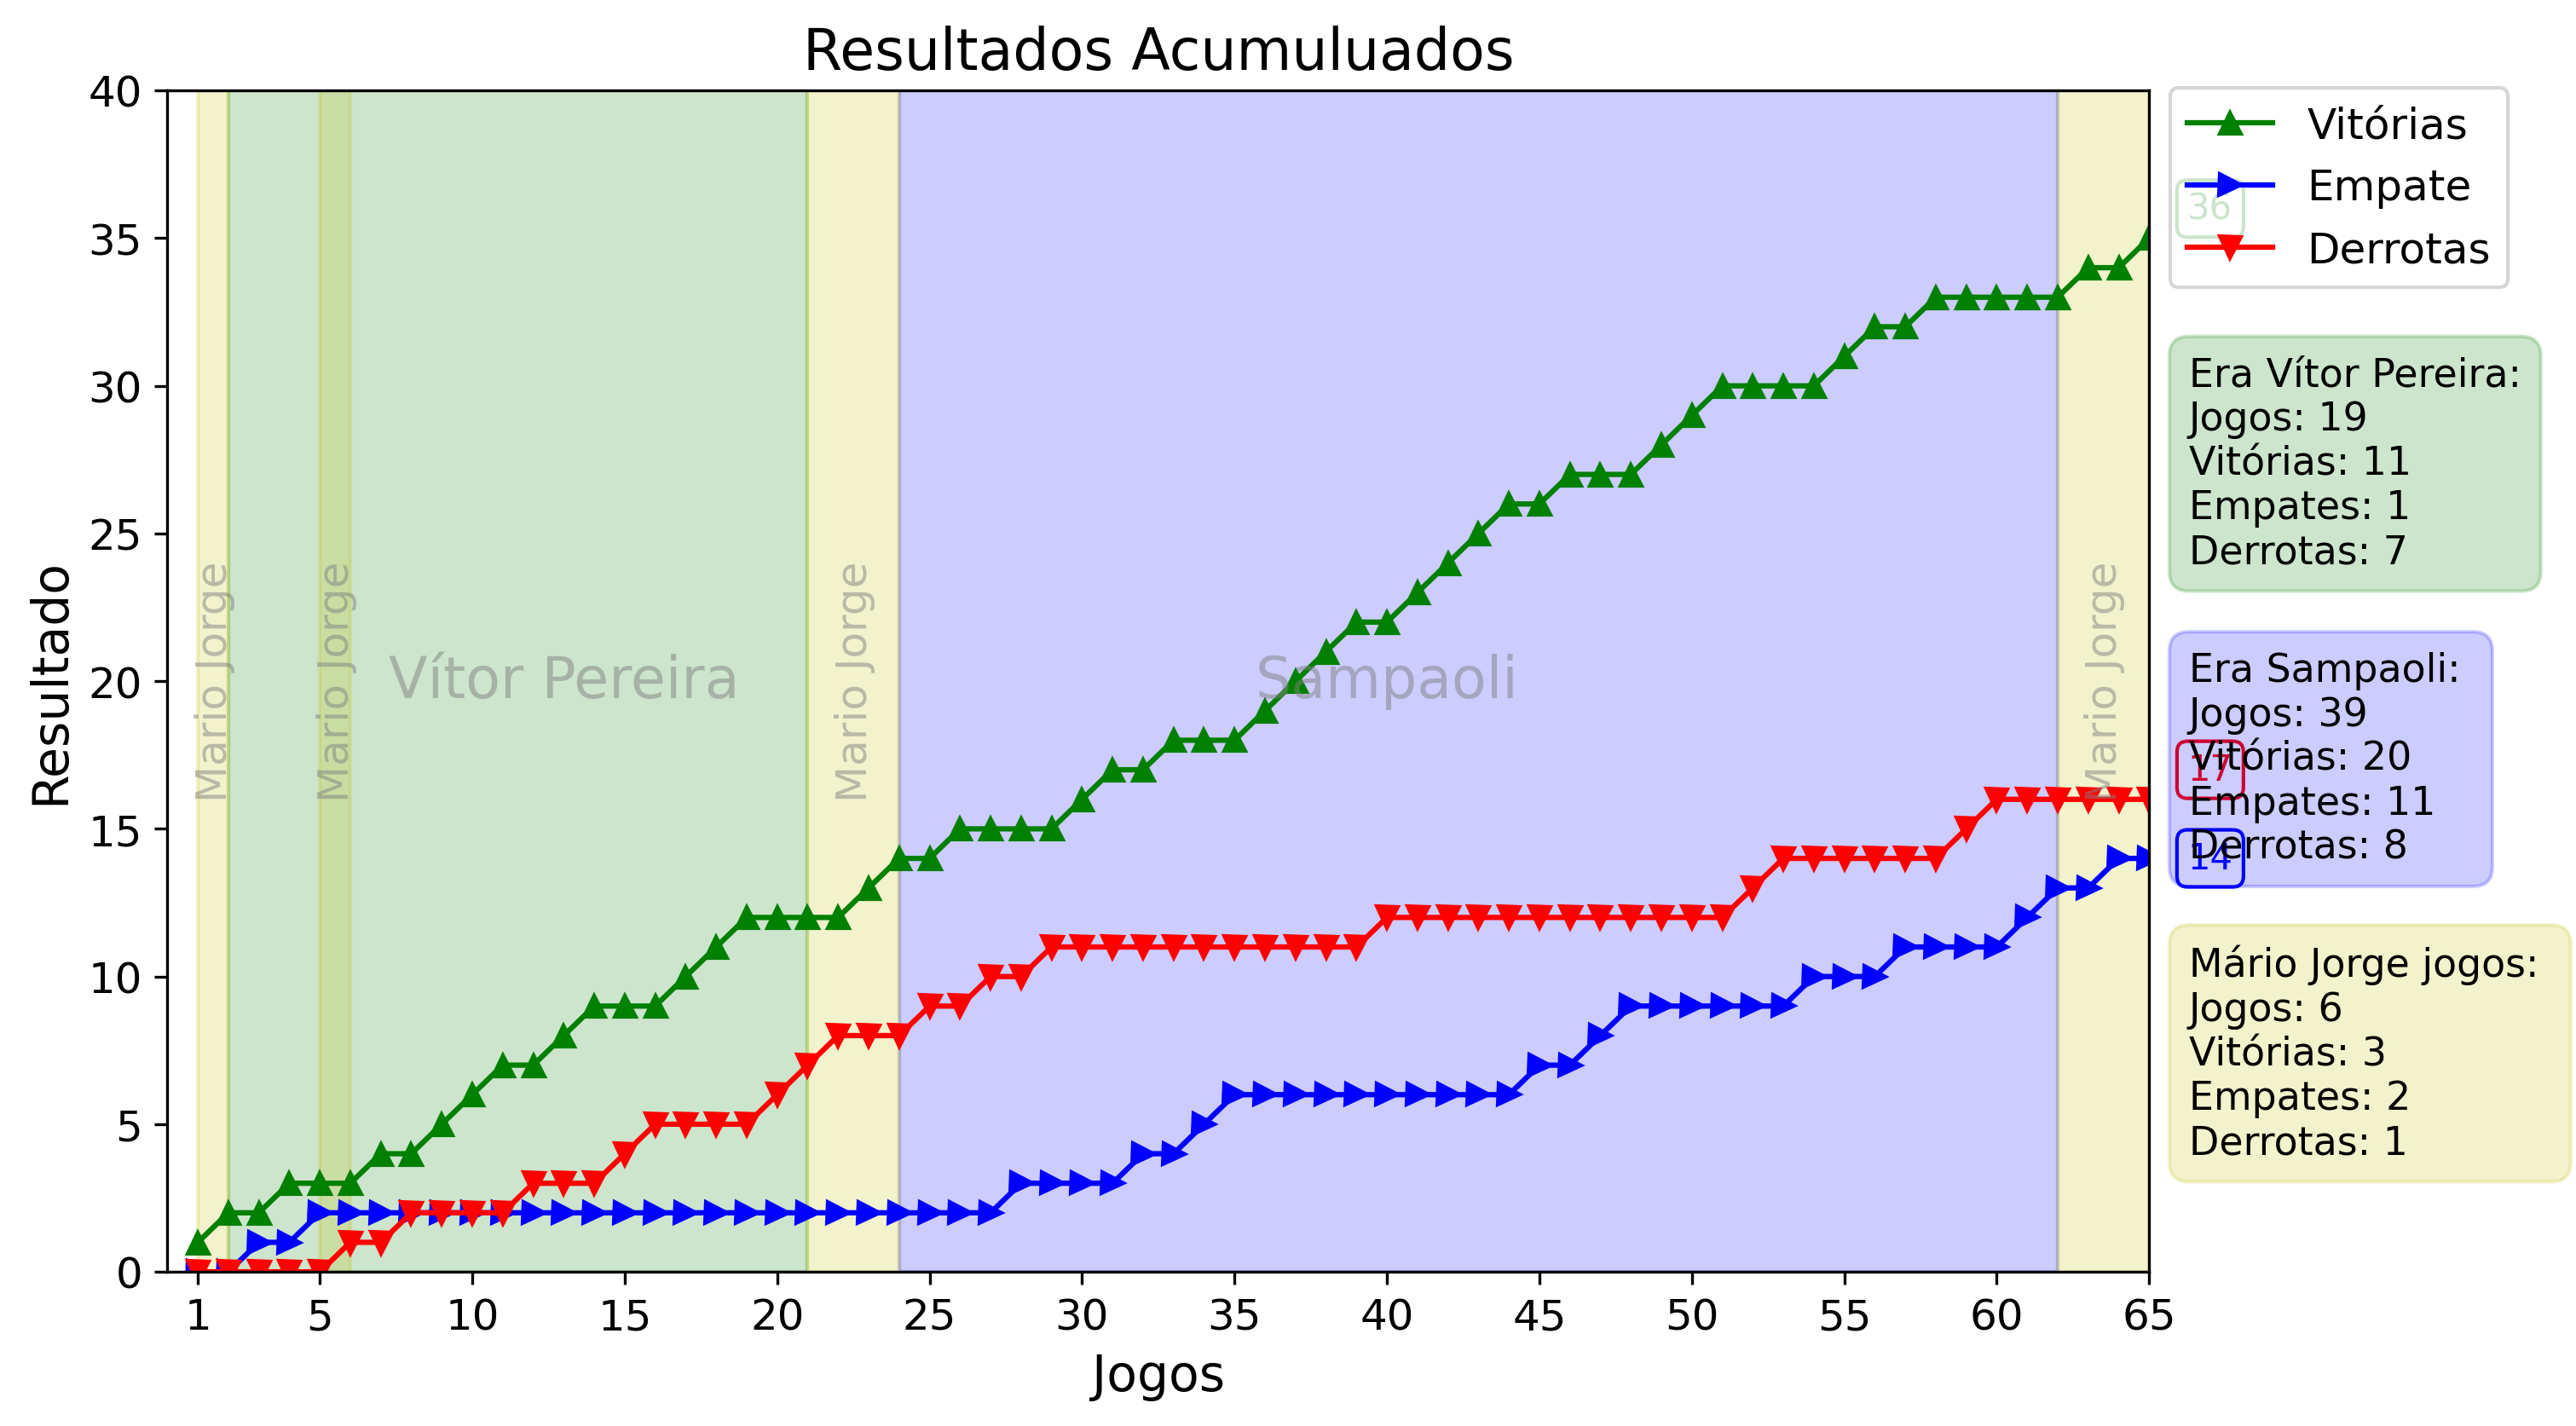 Resultados Acumuluados
Resultado
40
35
30
25
20
15
10
5
0
1 5 10 15 20 25 30 35 40 45 50 55 60 65
Jogos
Mario Jorge
Mario Jorge
Vítor Pereira
Mario Jorge
Sampaoli
Mario Jorge
Vitórias
Empate
Derrotas
36
Era Vítor Pereira:
Jogos: 19
Vitórias: 11
Empates: 1
Derrotas: 7
Era Sampaoli:
Jogos: 39
Vitórias: 20
Empates: 11
Derrotas: 8
17
14
Mário Jorge jogos:
Jogos: 6
Vitórias: 3
Empates: 2
Derrotas: 1